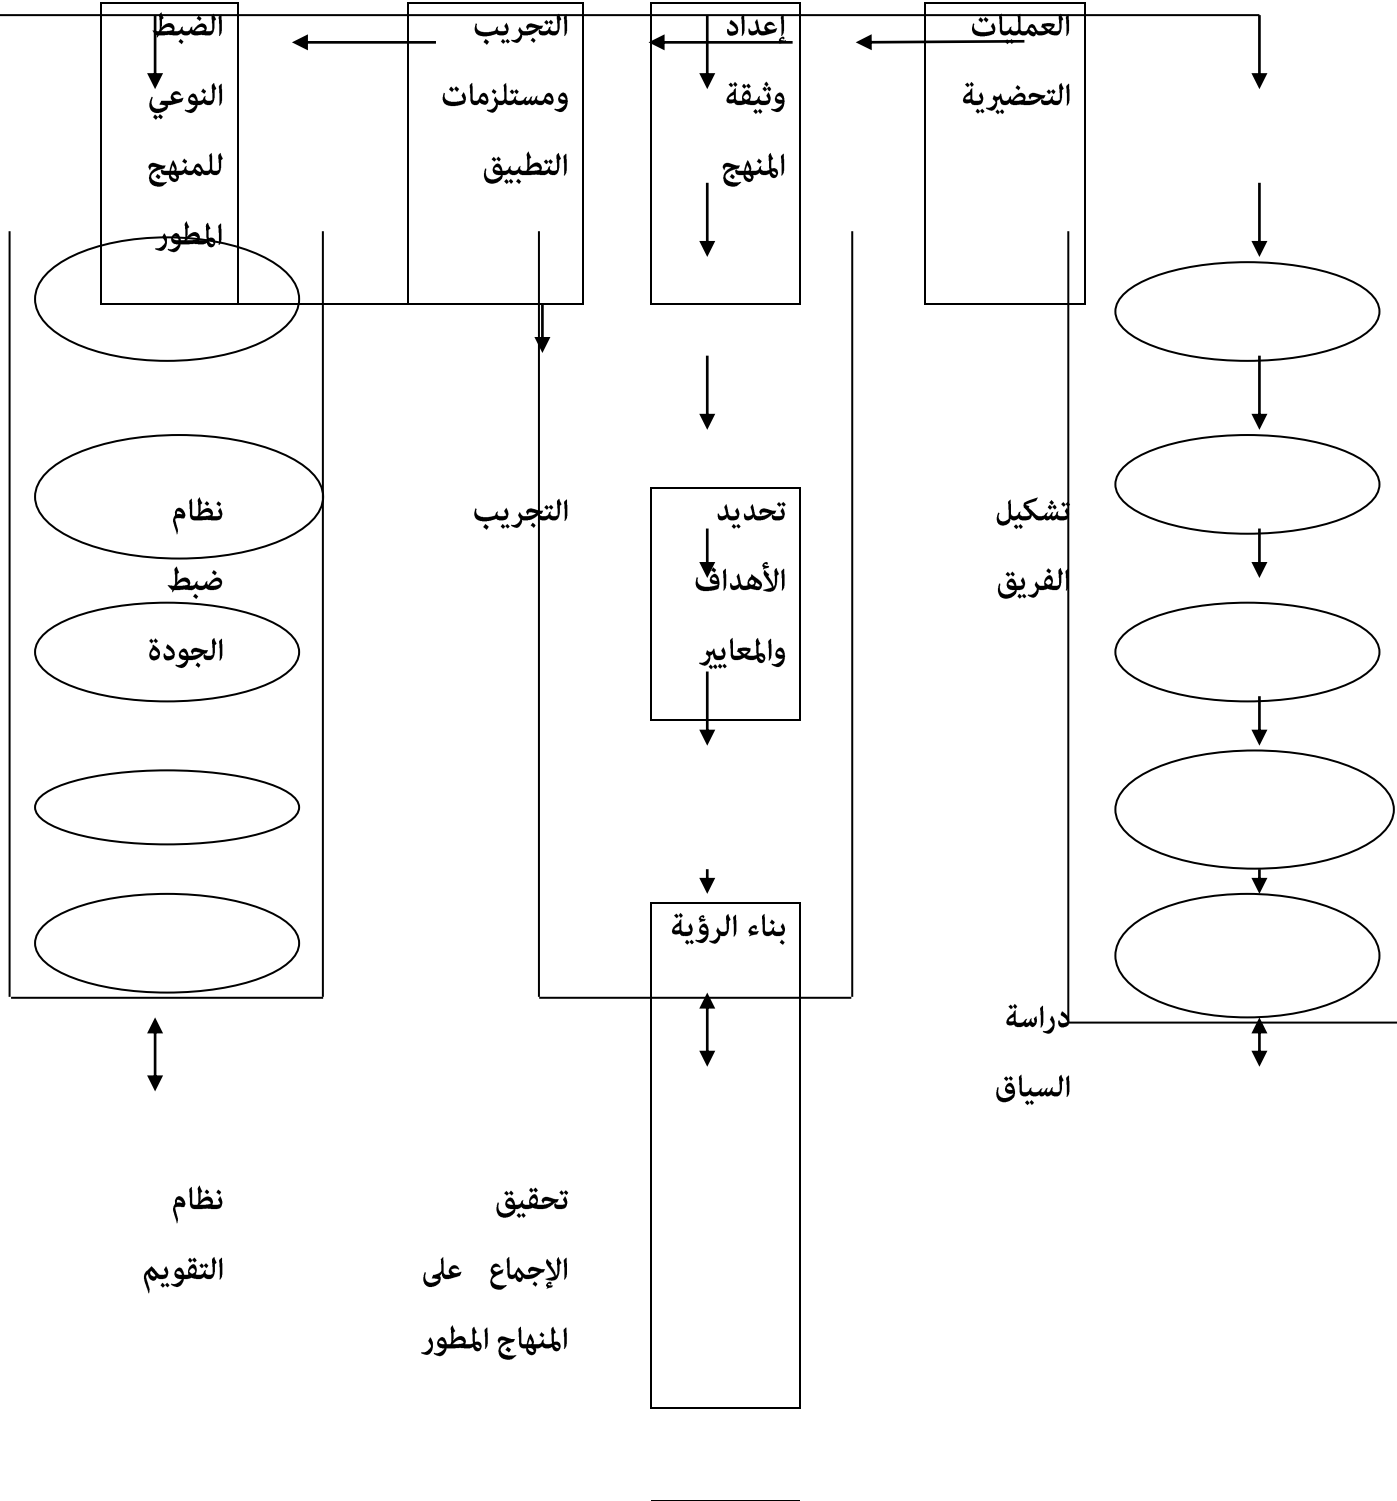 العمليات
التحضيرية
إعداد
وثيقة
المنهج
التجريب
ومستلزمات
التطبيق
الضبط
النوعي
للمنهج
المطور
تشكيل
الفريق
تحديد
الأهداف
والمعايير
التجريب
نظام
ضبط
الجودة
بناء الرؤية
دراسة
السياق
تحقيق
الإجماع على
المنهاج المطور
نظام
التقويم